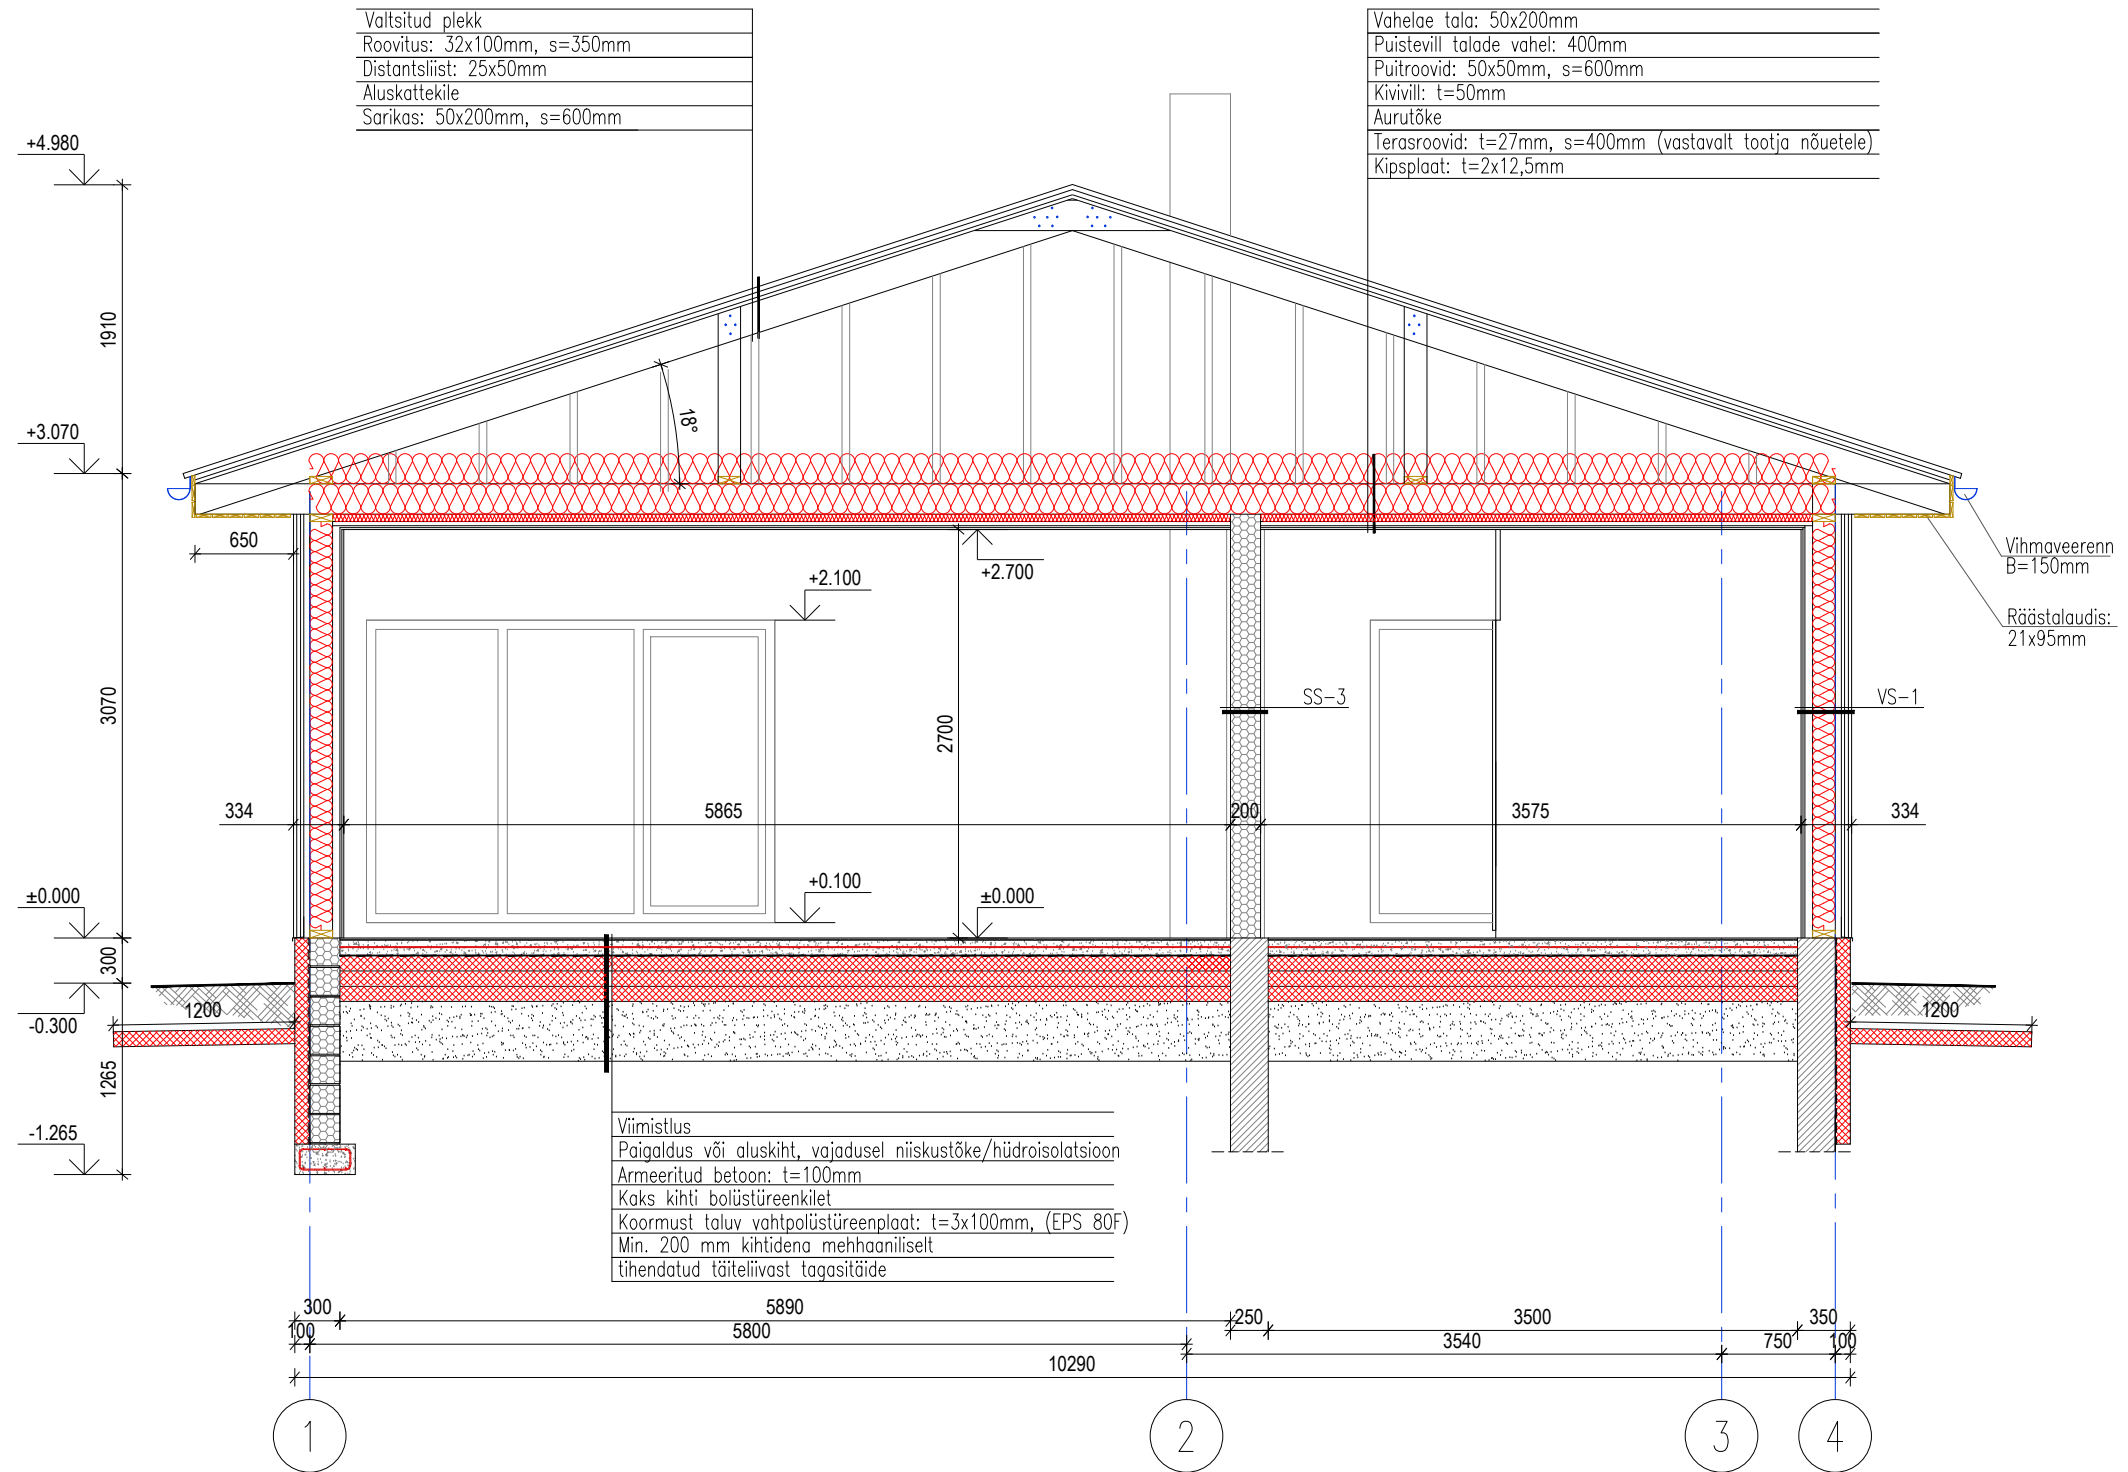 Valtsitud plekk
Roovitus: 32x100mm, s=350mm
Distantsliist: 25x50mm
Aluskattekile
Sarikas: 50x200mm, s=600mm
Vahelae tala: 50x200mm
Puistevill talade vahel: 400mm
Puitroovid: 50x50mm, s=600mm
Kivivill: t=50mm
Aurutõke
Terasroovid: t=27mm, s=400mm (vastavalt tootja nõuetele)
Kipsplaat: t=2x12,5mm
+4.980
1910
+3.070
18°
650
+2.700
+2.100
Vihmaveerenn
B=150mm
Räästalaudis:
21x95mm
3070
2700
SS-3
VS-1
334
5865
200
3575
334
±0.000
+0.100
±0.000
300
-0.300
1200
1200
1265
-1.265
Viimistlus
Paigaldus või aluskiht, vajadusel niiskustõke/hüdroisolatsioon
Armeeritud betoon: t=100mm
Kaks kihti bolüstüreenkilet
Koormust taluv vahtpolüstüreenplaat: t=3x100mm, (EPS 80F)
Min. 200 mm kihtidena mehhaaniliselt
tihendatud täiteliivast tagasitäide
300
5890
250
3500
350
100
5800
3540
750
100
10290
1
2
3
4